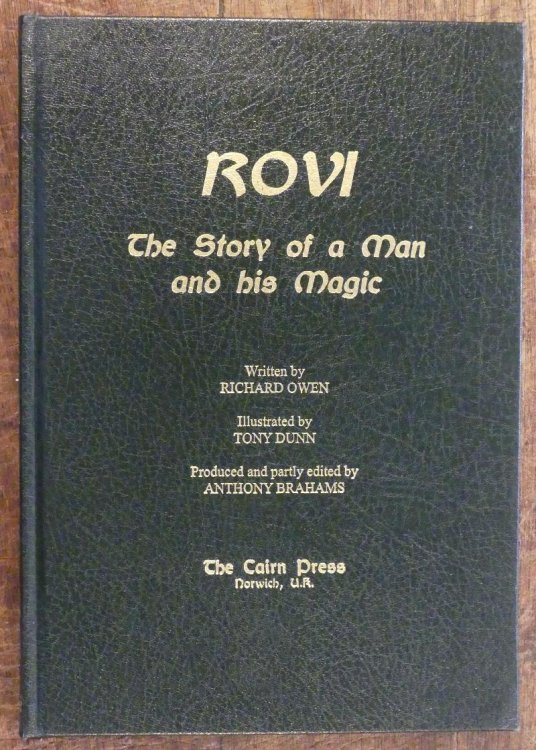 ROVI
The Story of a Man
and his Magic
Written by
RICHARD OWEN
Illustrated by
TONY DUNN
Produced and partly edited by
ANTHONY BRAHAMS
The Cairn Press
Norwich, U.K.